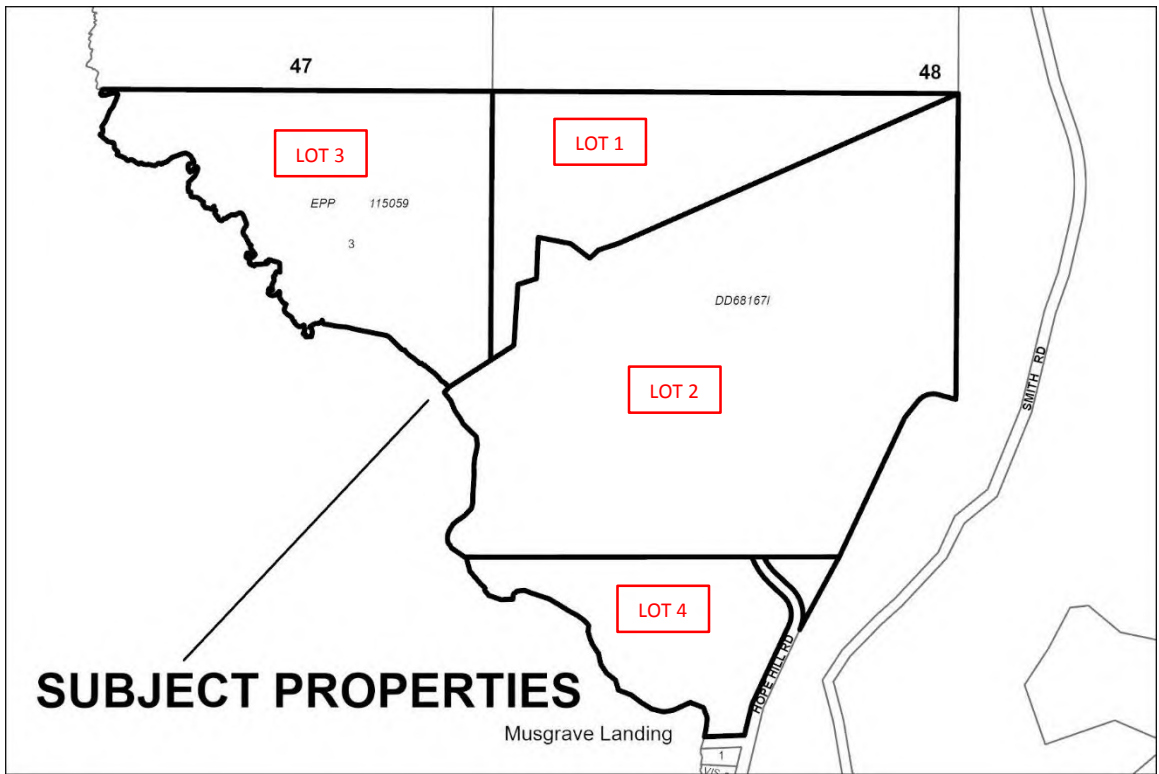 47
48
LOT 1
LOT 3
EPP 115059
3
DD68167I
LOT 2
SMITH RD
LOT 4
HOPE HILL RD
SUBJECT PROPERTIES
Musgrave Landing
1
VIS